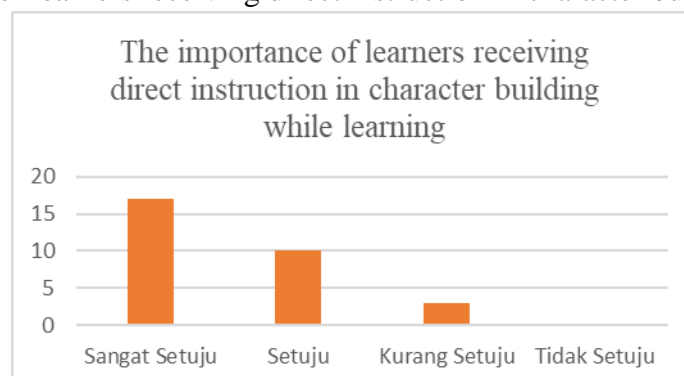 The importance of learners receiving
direct instruction in character building
while learning
20
15
10
5
0
Sangat Setuju Setuju Kurang Setuju Tidak Setuju